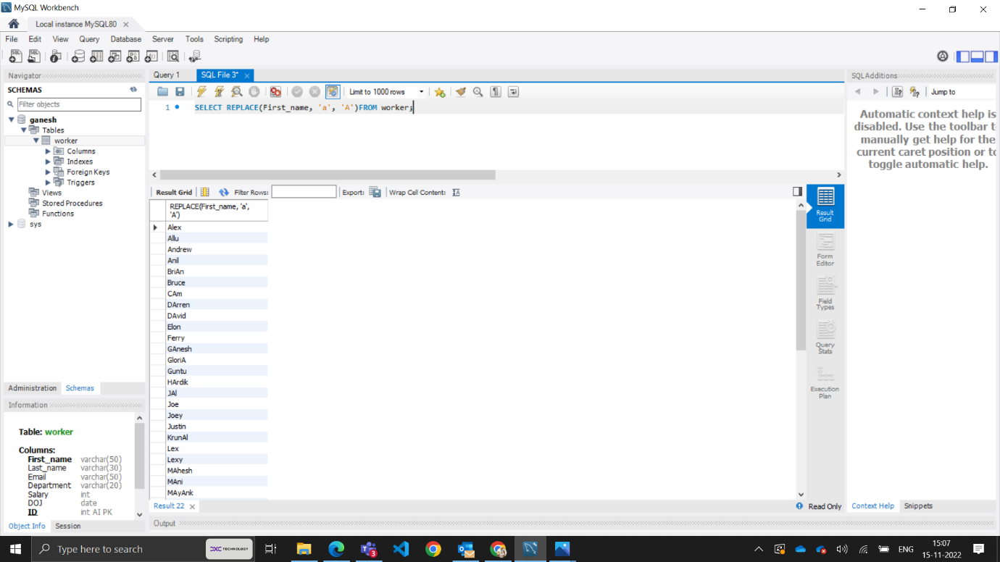 MySQL Workbench
Local instance MySQL80
File Edit View Query Database Server Tools Scripting Help
Navigator
SCHEMAS
Filter objects
ganesh
Tables
worker
Columns
Indexes
Foreign Keys
Triggers
Views
Stored Procedures
Functions
sys
Administration Schemas
Information
Table: worker
Columns:
First_name varchar(50)
Last_name varchar(30)
Email varchar(50)
Department varchar(20)
Salary int
DOJ date
ID int AI PK
Object Info Session
Query 1 SQL File 3*
Limit to 1000 rows
1 SELECT REPLACE(First_name, 'a', 'A')FROM worker;
Result Grid Filter Rows: Export: Wrap Cell Content:
REPLACE(First_name, 'a',
'A')
Alex
Allu
Andrew
Anil
BriAn
Bruce
CAm
DArren
DAvid
Elon
Ferry
GAnesh
GloriA
Guntu
HArdik
JAl
Joe
Joey
Justin
KrunAl
Lex
Lexy
MAhesh
MAni
MAyAnk
Result 22
Read Only
Output
Result
Grid
Form
Editor
Field
Types
Query
Stats
Execution
Plan
SQLAdditions
Jump to
Automatic context help is
disabled. Use the toolbar t
manually get help for the
current caret position or to
toggle automatic help.
Context Help Snippets
Type here to search
DXC TECHNOLOGY
3
ENG
15:07
15-11-2022